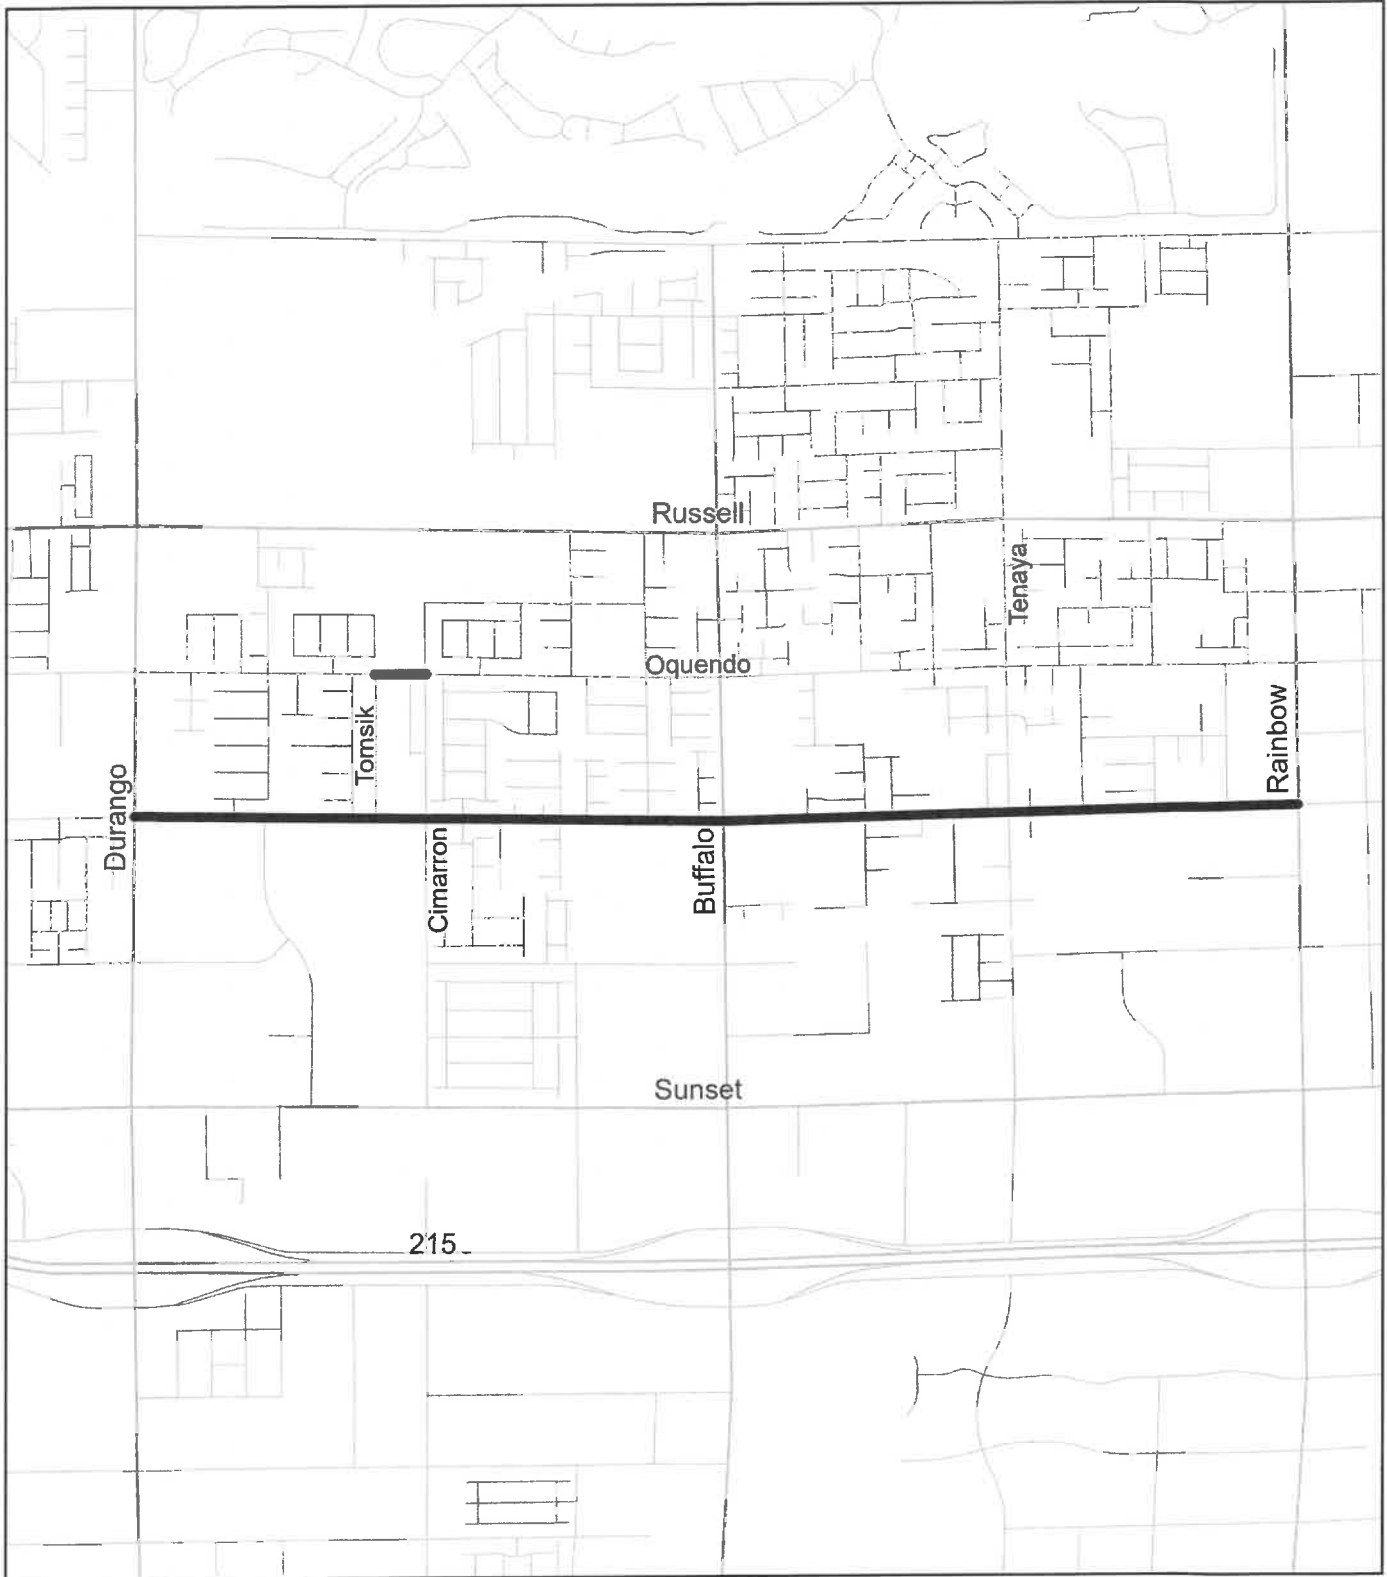 Russell
Tenaya
Oquendo
Tomsik
Rainbow
Durango
Cimarron
Buffalo
Sunset
215